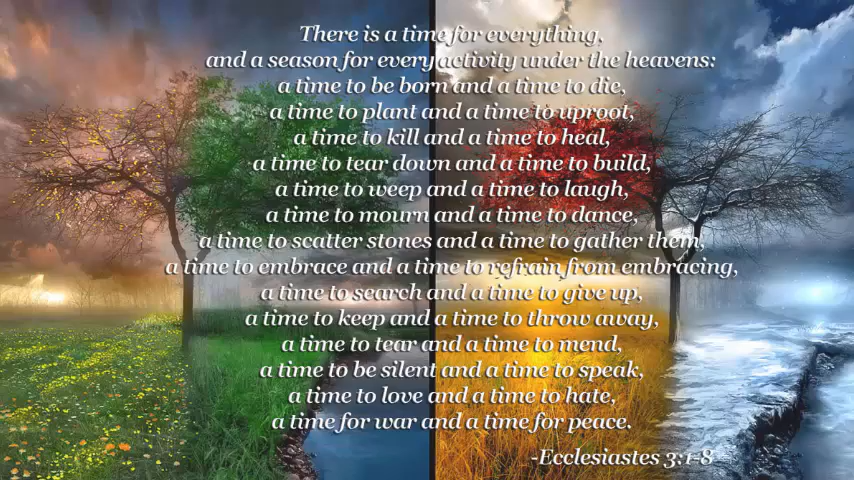 There is a time for everything,
and a season for every activity under the heavens:
a time to be born and a time to die,
a time to plant and a time to uproot,
a time to kill and a time to heal,
a time to tear down and a time to build,
a time to weep and a time to laugh,
a time to mourn and a time to dance,
a time to scatter stones and a time to gather them,
a time to embrace and a time to refrain from embracing,
a time to search and a time to give up,
a time to keep and a time to throw away,
a time to tear and a time to mend,
a time to be silent and a time to speak,
a time to love and a time to hate,
a time for war and a time for peace.
-Ecclesiastes 3:1-8